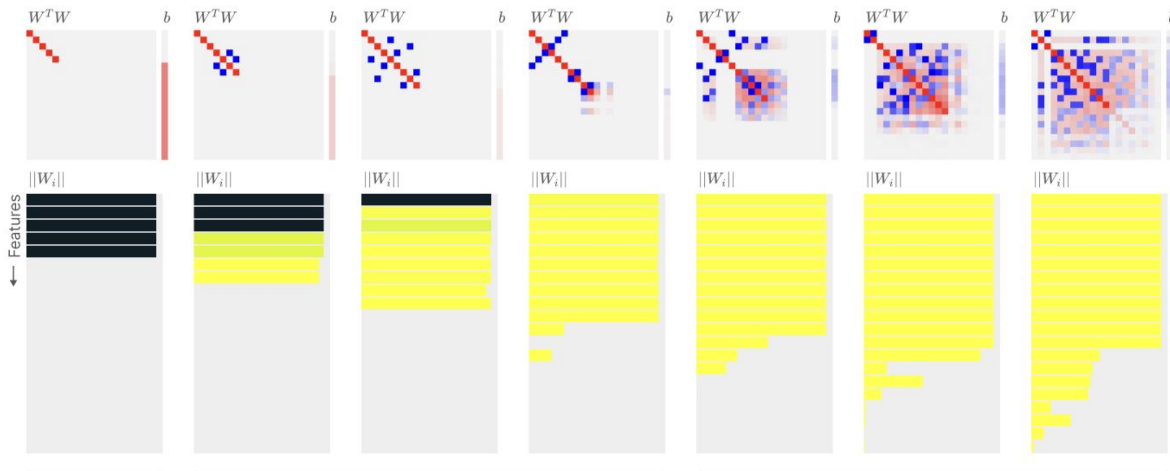 W^T W b W^T W b W^T W b W^T W b W^T W b W^T W b W^T W b
||W_i|| ||W_i|| ||W_i|| ||W_i|| ||W_i|| ||W_i|| ||W_i||
← Features